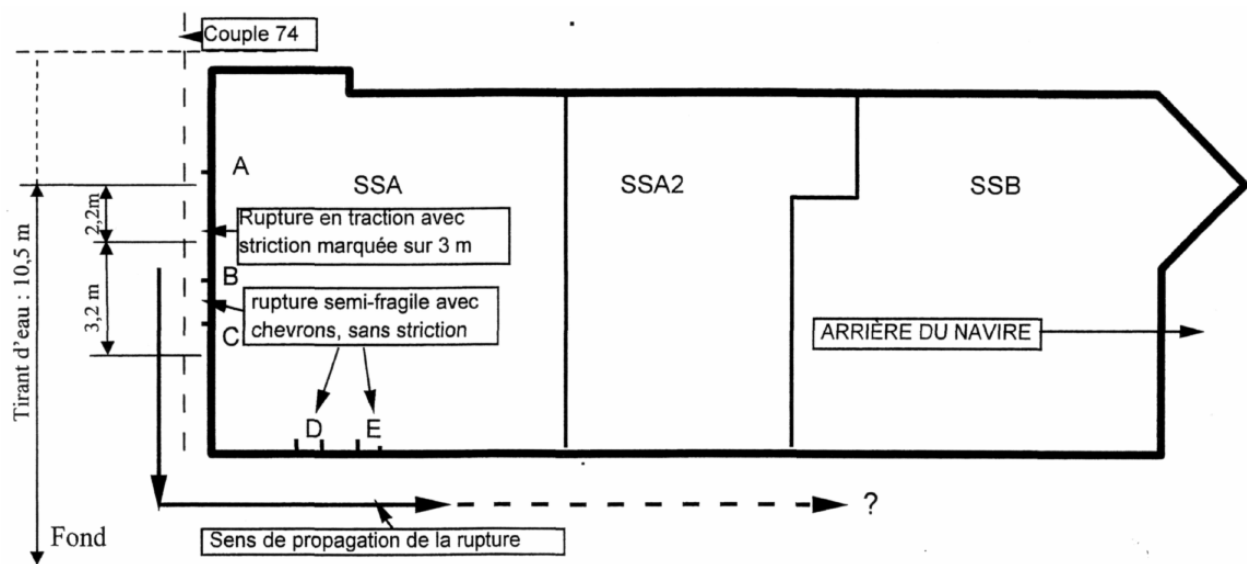 Couple 74
A
SSA
SSA2
SSB
2,2m
Rupture en traction avec
striction marquée sur 3 m
B
rupture semi-fragile avec
chevrons, sans striction
C
3,2 m
ARRIÈRE DU NAVIRE
Tirant d'eau : 10,5 m
D
E
?
Fond
Sens de propagation de la rupture